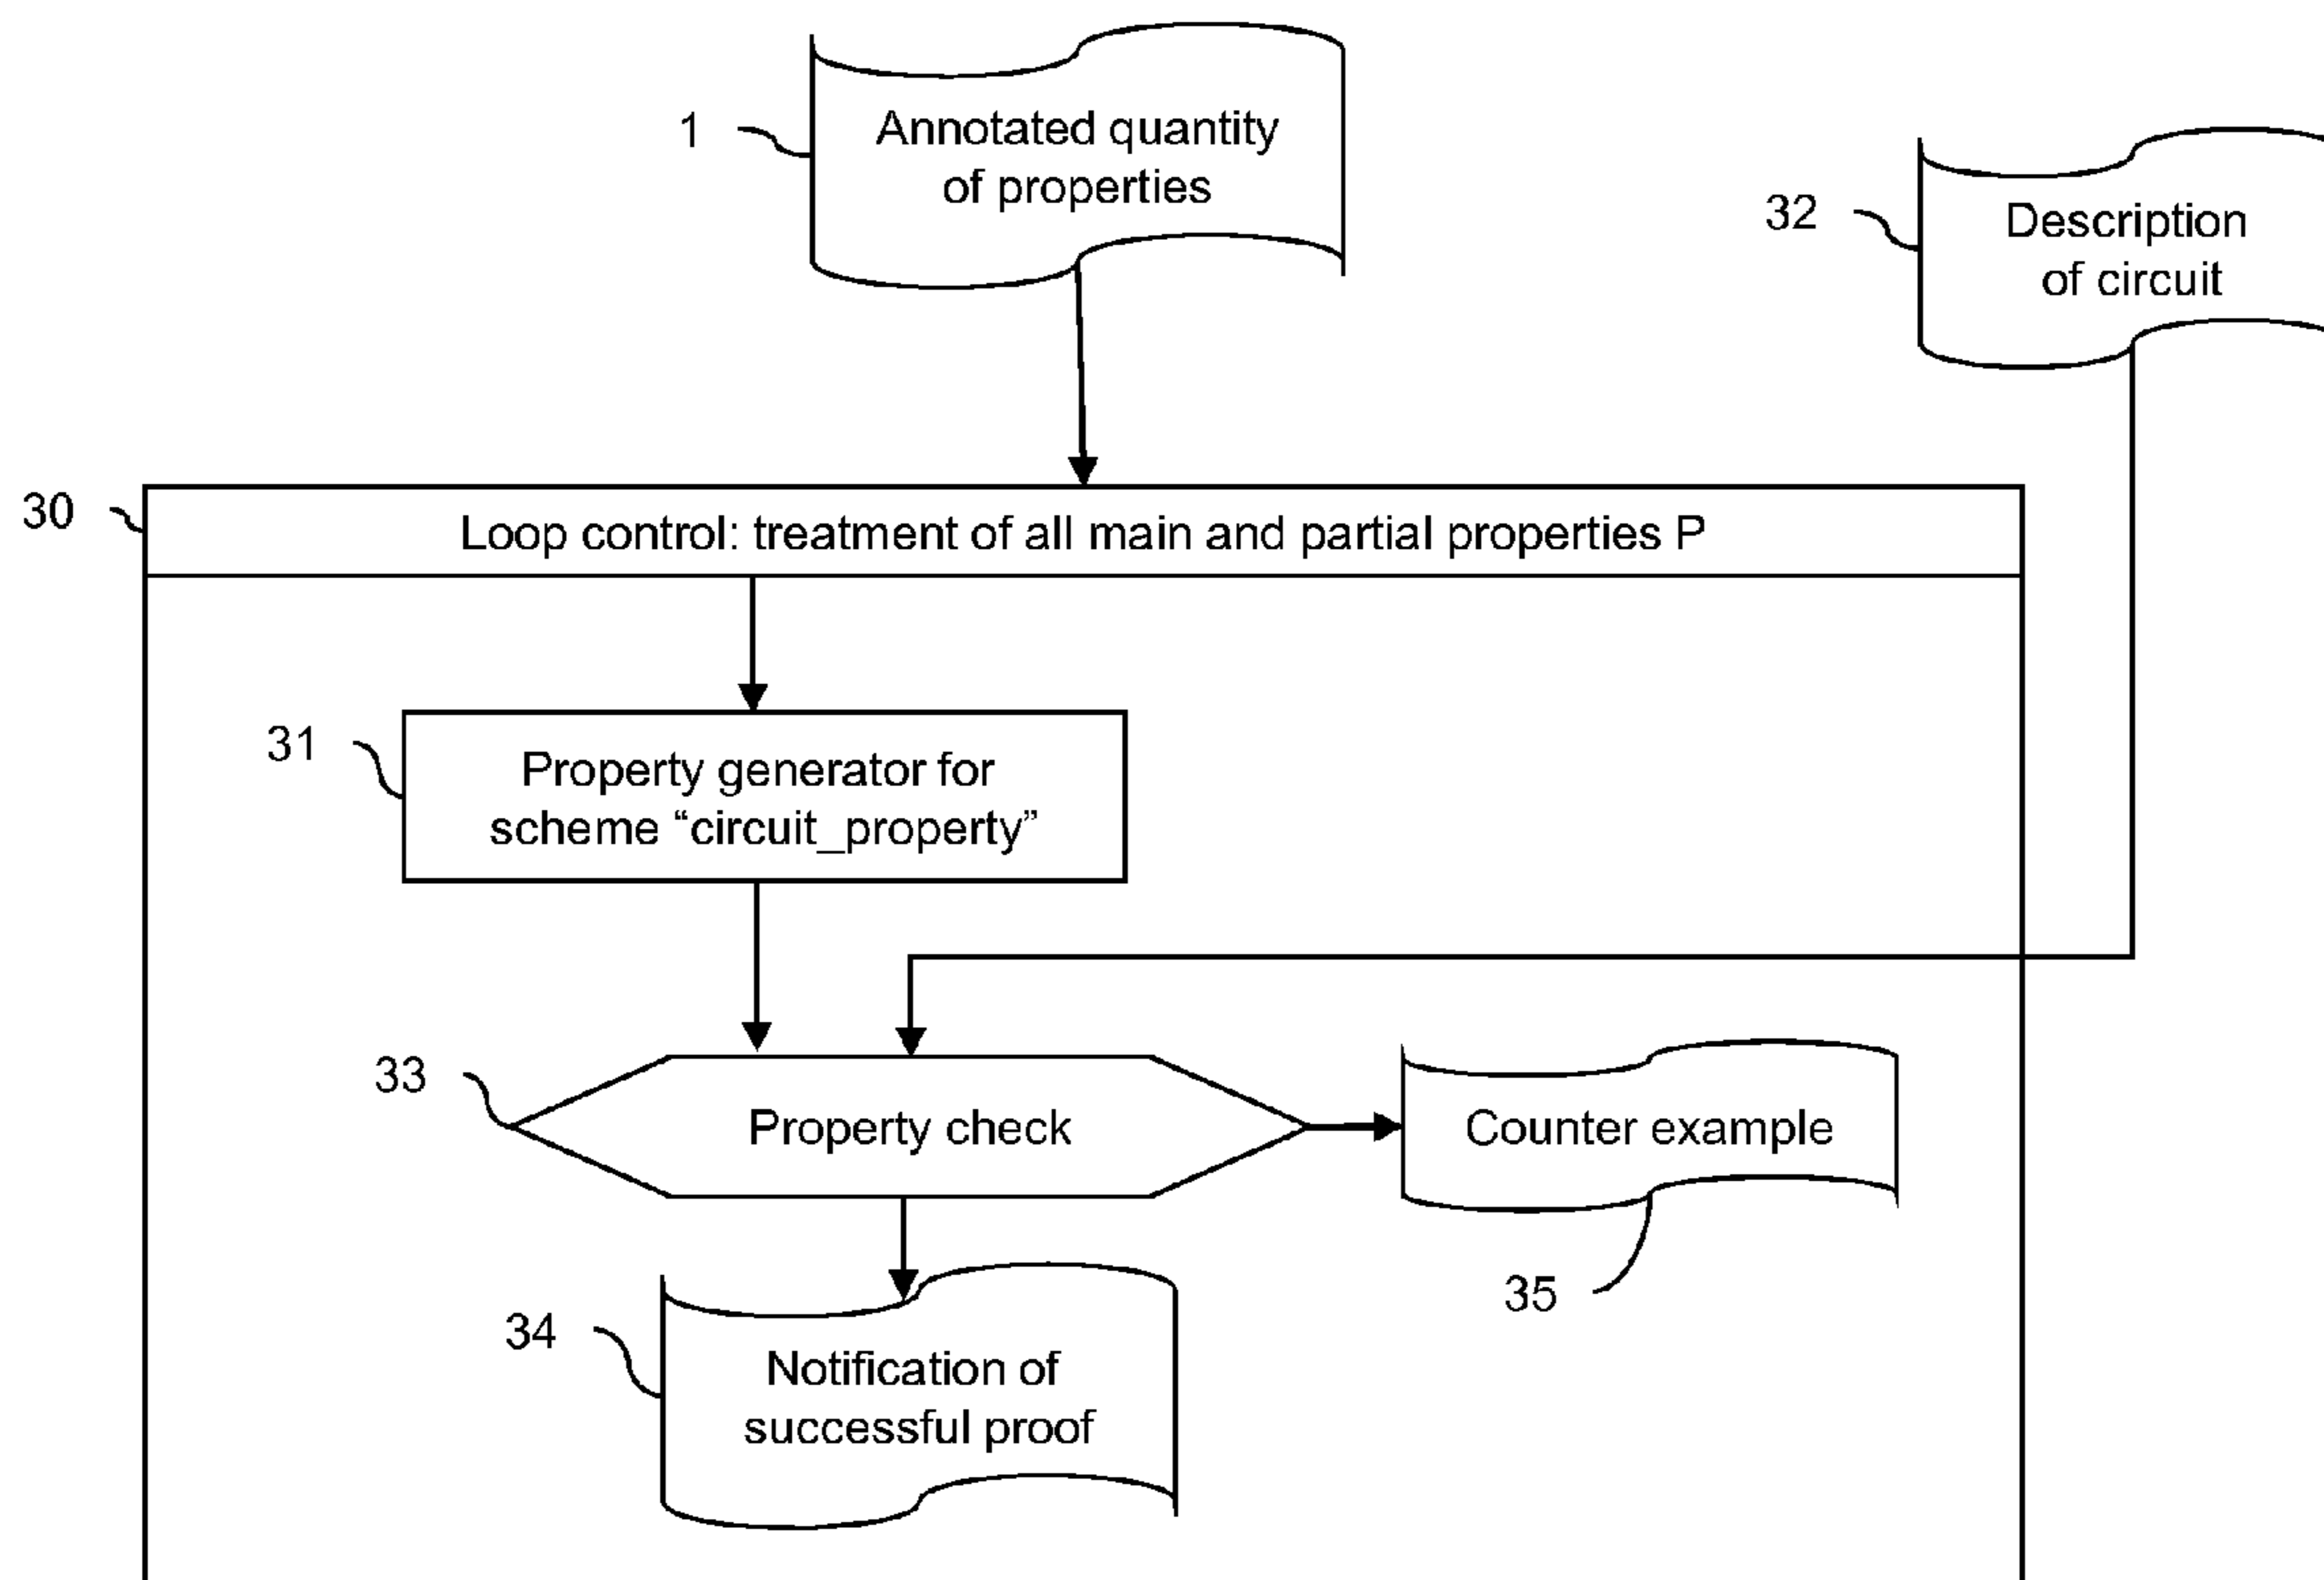 1
Annotated quantity
of properties
32
Description
of circuit
30
Loop control: treatment of all main and partial properties P
31
Property generator for
scheme “circuit_property”
33
Property check
Counter example
35
34
Notification of
successful proof